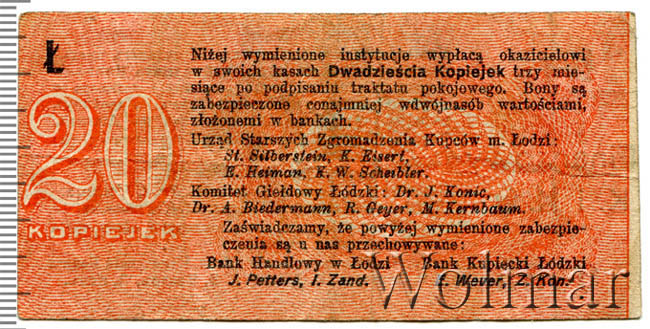 Ł
Niżej wymienione instytucje wypłacą okazicielowi
w swoich kasach Dwadzieścia Kopiejek trzy mie-
siące po podpisaniu traktatu pokojowego. Bony są
zabezpieczone conajmniej wdwójnasób wartościami,
złożonemi w bankach.
Urząd Starszych Zgromadzenia Kupców m. Łodzi:
St. Silberstein, K. Eisert,
E. Heiman, K. W. Scheibler.
Komitet Giełdowy Łódzki: Dr. J. Konic,
Dr. A. Biedermann, R. Geyer, M. Kernbaum.
Zaświadczamy, że powyżej wymienione zabezpie-
czenia są u nas przechowywane:
Bank Handlowy w Łodzi Bank Kupiecki Łódzki
J. Petters, I. Zand. Wever, Z. Kon.
20
KOPIEJEK
Wolmar